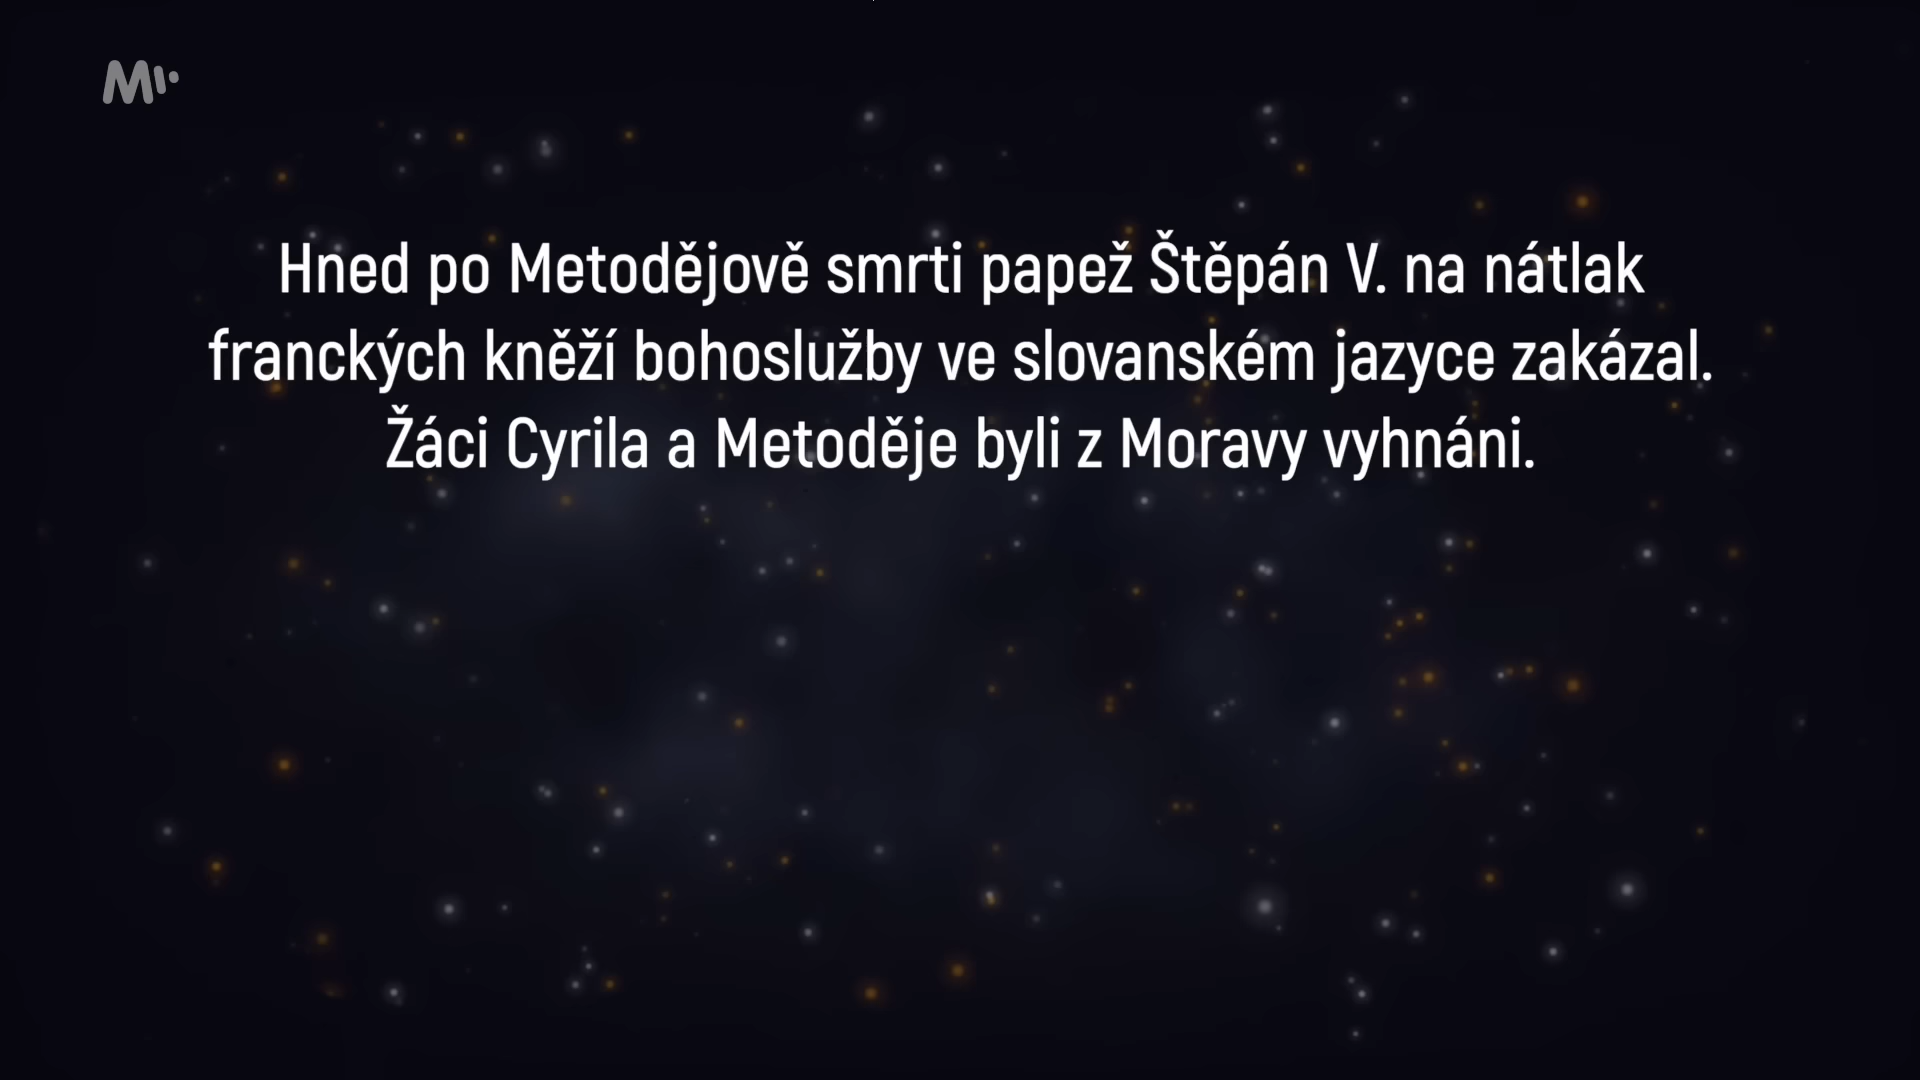 Hned po Metodějově smrti papež Štěpán V. na nátlak
franckých kněží bohoslužby ve slovanském jazyce zakázal.
Žáci Cyrila a Metoděje byli z Moravy vyhnáni.